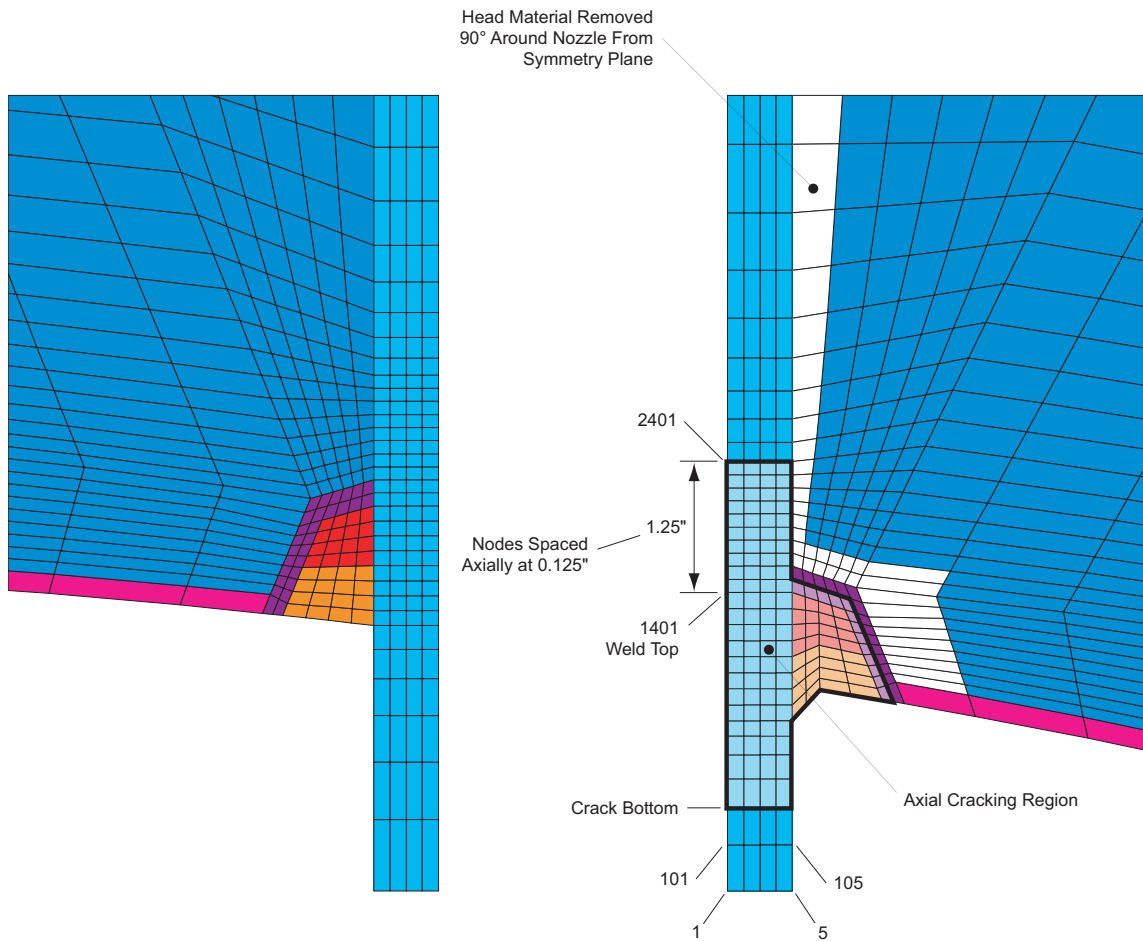 Head Material Removed
90° Around Nozzle From
Symmetry Plane
2401
1.25"
Nodes Spaced
Axially at 0.125"
1401
Weld Top
Crack Bottom
Axial Cracking Region
101
105
1
5